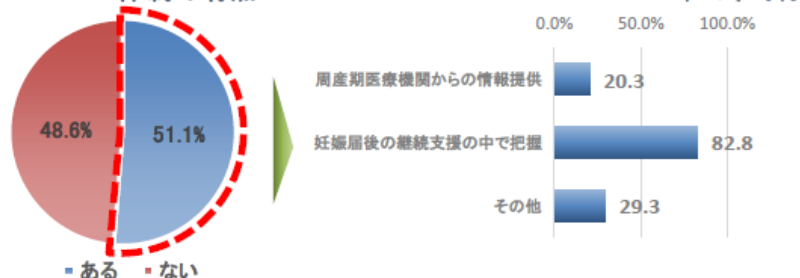 0.0% 50.0% 100.0%
周産期医療機関からの情報提供 20.3
48.6% 51.1%
妊娠届後の継続支援の中で把握 82.8
その他 29.3
ある ない